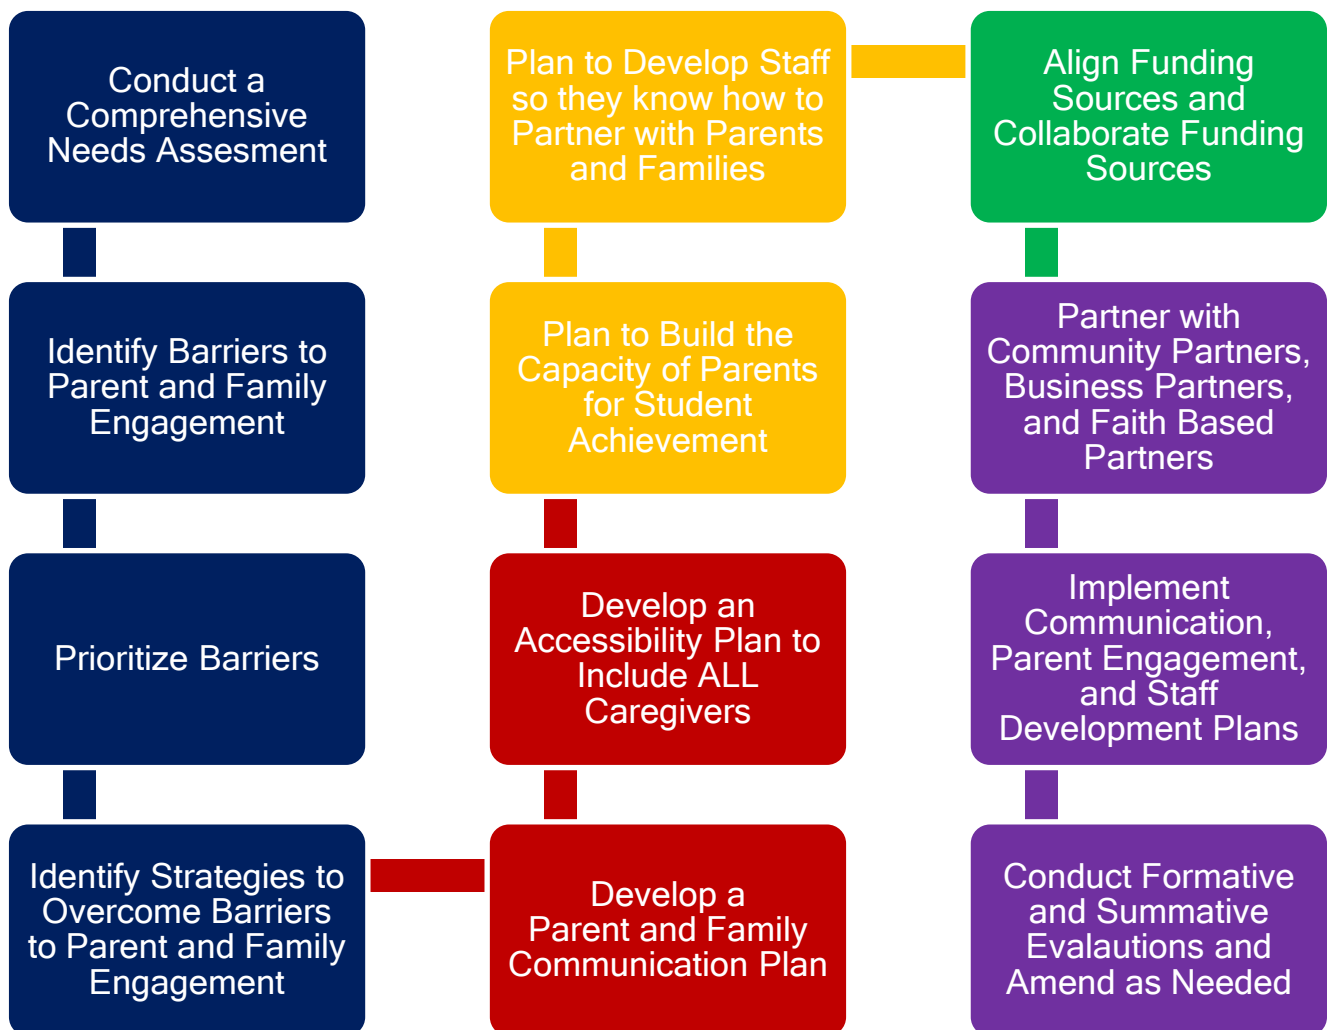 Conduct a
Comprehensive
Needs Assesment
Identify Barriers to
Parent and Family
Engagement
Prioritize Barriers
Identify Strategies to
Overcome Barriers
to Parent and Family
Engagement
Develop a
Parent and Family
Communication Plan
Develop an
Accessibility Plan to
Include ALL
Caregivers
Plan to Build the
Capacity of Parents
for Student
Achievement
Plan to Develop Staff
so they know how to
Partner with Parents
and Families
Align Funding
Sources and
Collaborate Funding
Sources
Partner with
Community Partners,
Business Partners,
and Faith Based
Partners
Implement
Communication,
Parent Engagement,
and Staff
Development Plans
Conduct Formative
and Summative
Evalautions and
Amend as Needed